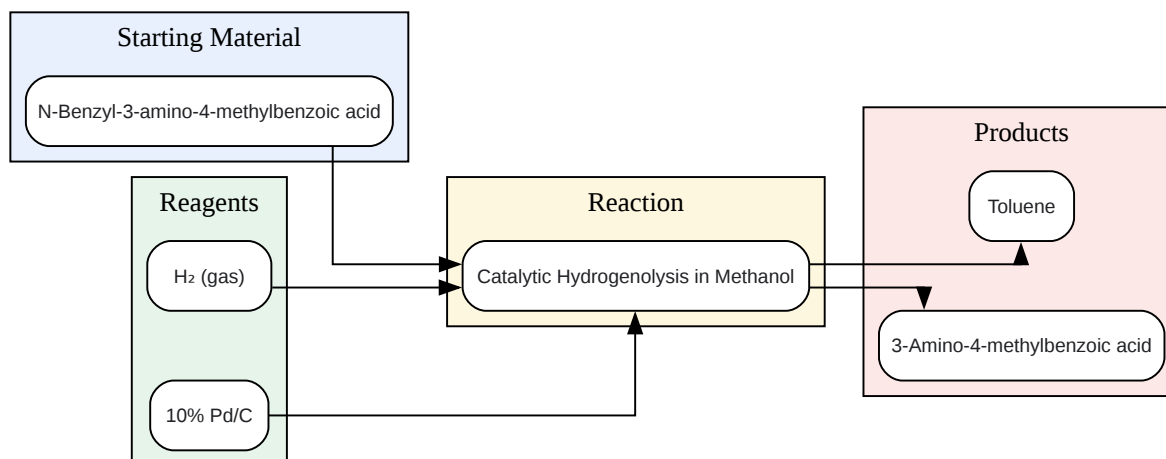 Starting Material
N-Benzyl-3-amino-4-methylbenzoic acid
Reagents
H₂ (gas)
10% Pd/C
Reaction
Catalytic Hydrogenolysis in Methanol
Products
Toluene
3-Amino-4-methylbenzoic acid